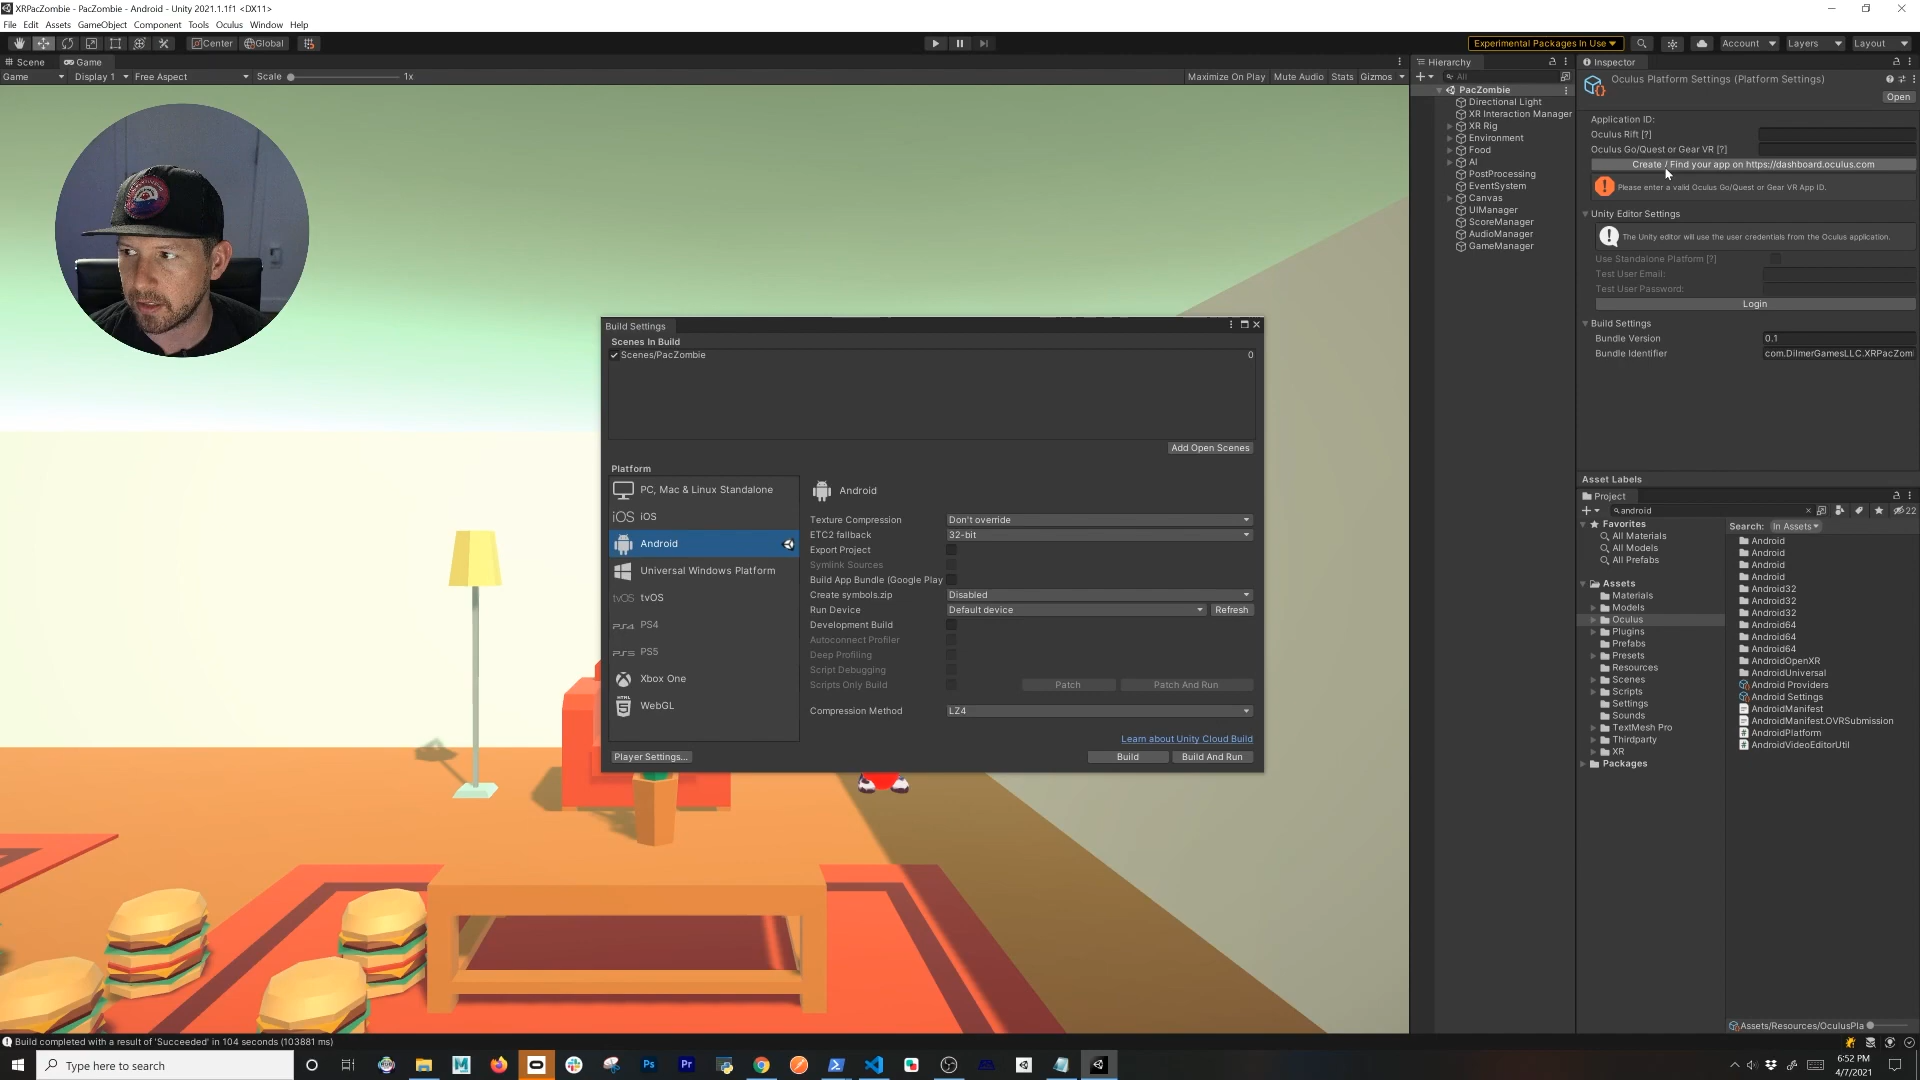 XRPacZombie - PacZombie - Android - Unity 2021.1.1f1 <DX11>
File Edit Assets GameObject Component Tools Oculus Window Help
Center Global
Experimental Packages In Use Account Layers Layout
Scene Game
Game Display 1 Free Aspect Scale 1x Maximize On Play Mute Audio Stats Gizmos
Hierarchy
All
PacZombie
Directional Light
XR Interaction Manager
XR Rig
Environment
Food
AI
PostProcessing
EventSystem
Canvas
UIManager
ScoreManager
AudioManager
GameManager
Inspector
Oculus Platform Settings (Platform Settings)
Open
Application ID:
Oculus Rift [?]
Oculus Go/Quest or Gear VR [?]
Create / Find your app on https://dashboard.oculus.com
Please enter a valid Oculus Go/Quest or Gear VR App ID.
Unity Editor Settings
The Unity editor will use the user credentials from the Oculus application.
Use Standalone Platform [?]
Test User Email:
Test User Password:
Login
Build Settings
Bundle Version 0.1
Bundle Identifier com.DilmerGamesLLC.XRPacZom
Asset Labels
Project
android 22
Favorites
All Materials
All Models
All Prefabs
Assets
Materials
Models
Oculus
Plugins
Prefabs
Presets
Resources
Scenes
Scripts
Settings
Sounds
TextMesh Pro
Thirdparty
XR
Packages
Search: In Assets
Android
Android
Android
Android
Android32
Android32
Android32
Android64
Android64
Android64
AndroidOpenXR
AndroidUniversal
Android Providers
Android Settings
AndroidManifest
AndroidManifest.OVRSubmission
AndroidPlatform
AndroidVideoEditorUtil
Assets/Resources/OculusPla
Build Settings
Scenes In Build
Scenes/PacZombie 0
Add Open Scenes
Platform
PC, Mac & Linux Standalone
iOS iOS
Android
Universal Windows Platform
tvOS tvOS
PS4 PS4
PS5 PS5
Xbox One
HTML 5 WebGL
Android
Texture Compression Don't override
ETC2 fallback 32-bit
Export Project
Symlink Sources
Build App Bundle (Google Play
Create symbols.zip Disabled
Run Device Default device Refresh
Development Build
Autoconnect Profiler
Deep Profiling
Script Debugging
Scripts Only Build Patch Patch And Run
Compression Method LZ4
Learn about Unity Cloud Build
Player Settings... Build Build And Run
Build completed with a result of 'Succeeded' in 104 seconds (103881 ms)
Type here to search
Ps Pr
6:52 PM
4/7/2021